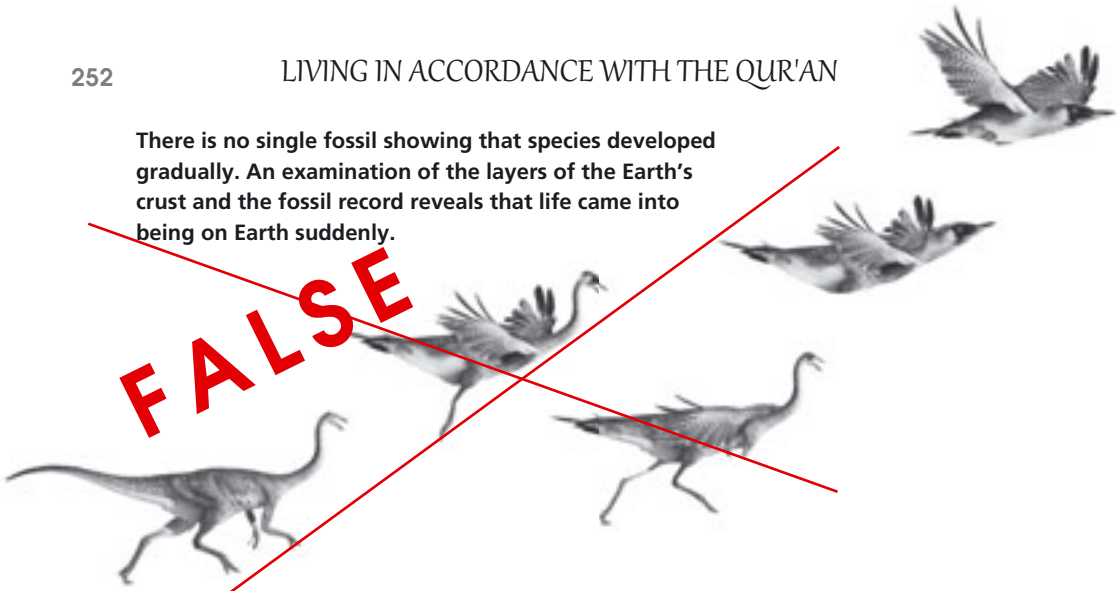 252
LIVING IN ACCORDANCE WITH THE QUR'AN
There is no single fossil showing that species developed
gradually. An examination of the layers of the Earth’s
crust and the fossil record reveals that life came into
being on Earth suddenly.
FALSE